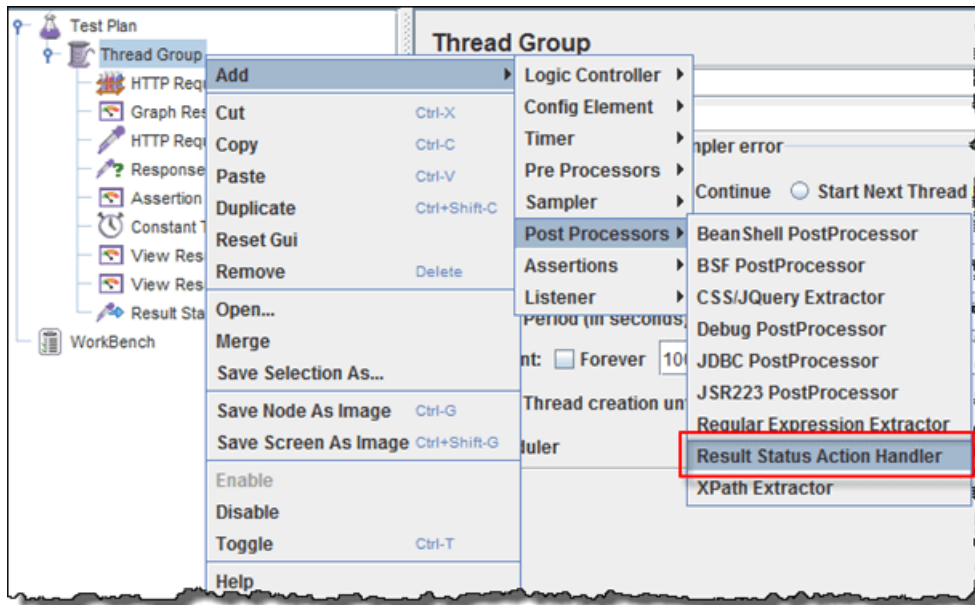 Test Plan
Thread Group
HTTP Requ
Graph Res
HTTP Requ
Response
Assertion
Constant T
View Res
View Res
Result Sta
WorkBench
Add
Cut Ctrl-X
Copy Ctrl-C
Paste Ctrl-V
Duplicate Ctrl+Shift-C
Reset Gui
Remove Delete
Open...
Merge
Save Selection As...
Save Node As Image Ctrl-G
Save Screen As Image Ctrl+Shift-G
Enable
Disable
Toggle Ctrl-T
Help
Logic Controller
Config Element
Timer
Pre Processors
Sampler
Post Processors
Assertions
Listener
BeanShell PostProcessor
BSF PostProcessor
CSS/JQuery Extractor
Debug PostProcessor
JDBC PostProcessor
JSR223 PostProcessor
Regular Expression Extractor
Result Status Action Handler
XPath Extractor
Thread Group
mpler error
Continue Start Next Thread
Period (in seconds)
nt: Forever 100
Thread creation un
duler